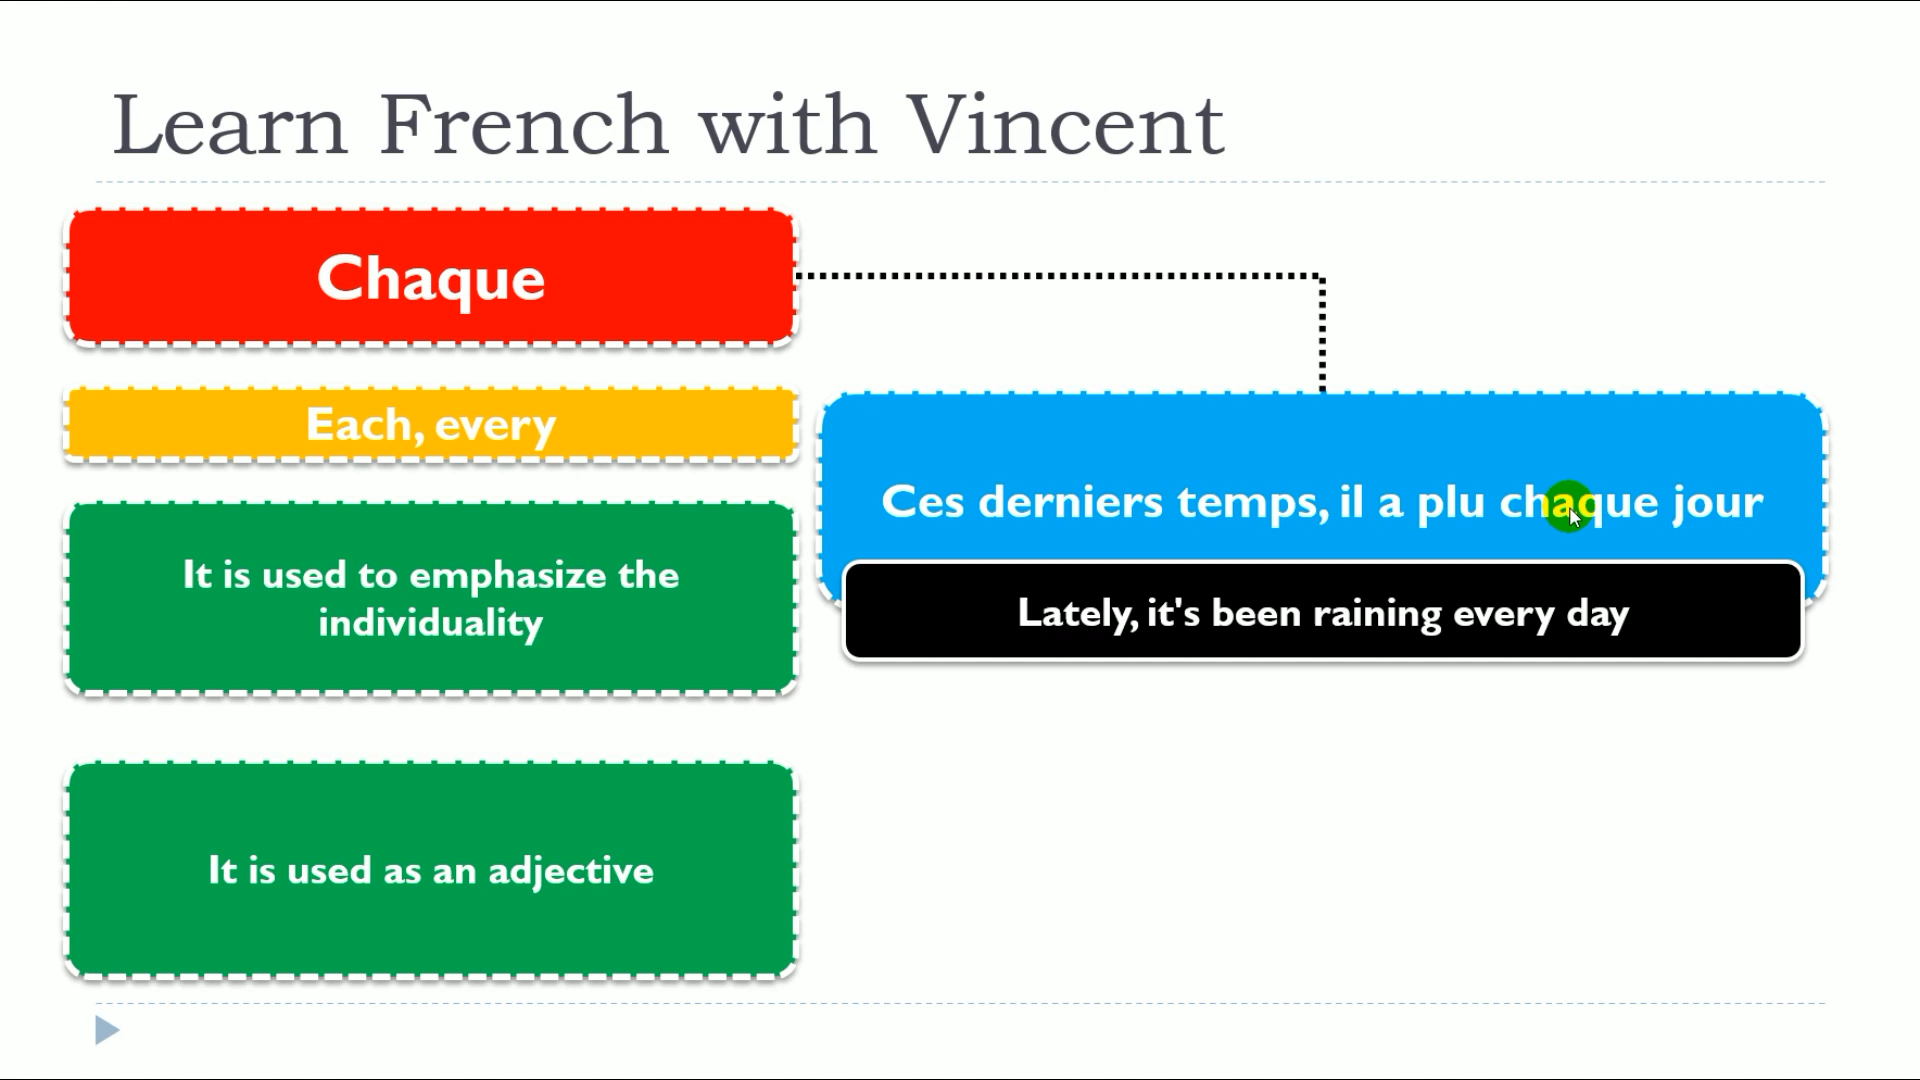 Learn French with Vincent
Chaque
Each, every
It is used to emphasize the
individuality
It is used as an adjective
Ces derniers temps, il a plu chaque jour
Lately, it's been raining every day